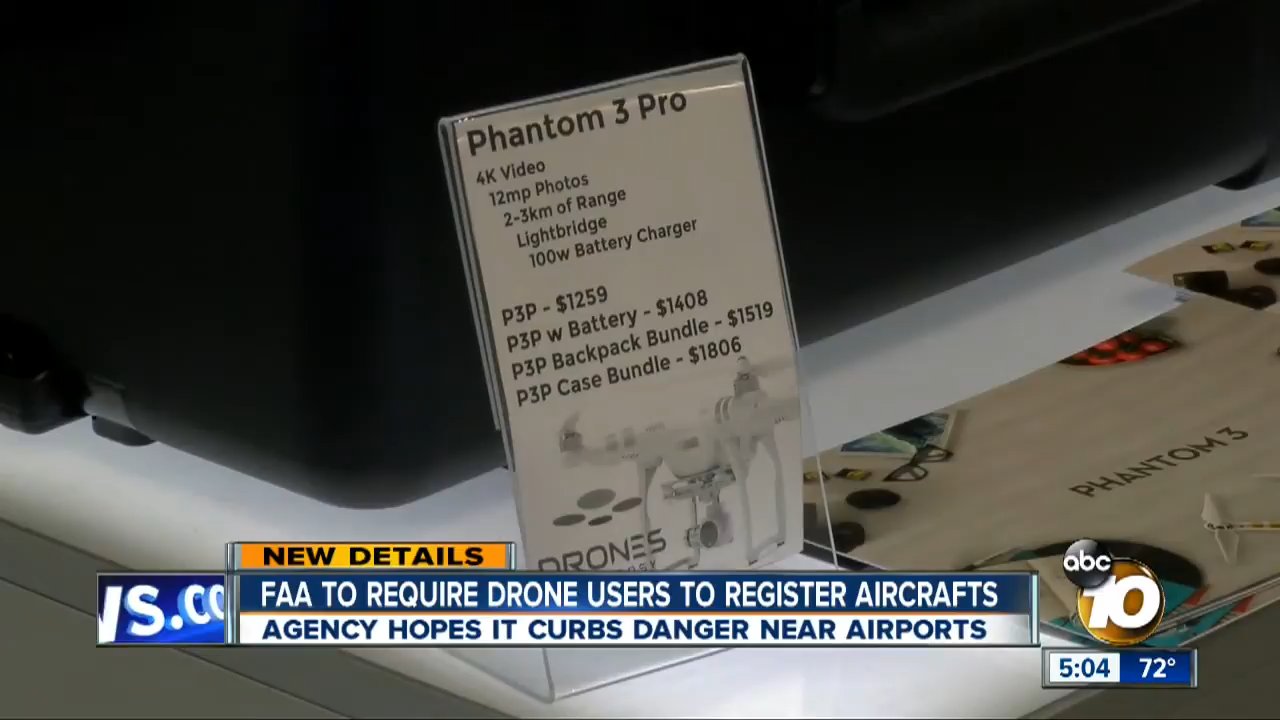 Phantom 3 Pro
4K Video
12mp Photos
2-3km of Range
Lightbridge
100w Battery Charger
P3P - $1259
P3P w Battery - $1408
P3P Backpack Bundle - $1519
P3P Case Bundle - $1806
DRONES
PHANTOM 3
NEW DETAILS
FAA TO REQUIRE DRONE USERS TO REGISTER AIRCRAFTS
AGENCY HOPES IT CURBS DANGER NEAR AIRPORTS
abc
10
5:04 72°